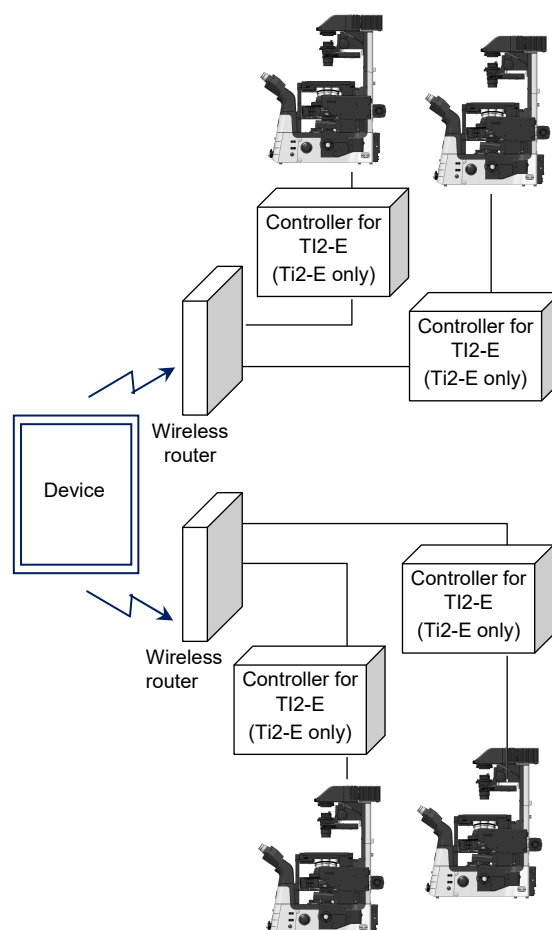 Controller for
TI2-E
(Ti2-E only)
Controller for
TI2-E
(Ti2-E only)
Wireless
router
Device
Controller for
TI2-E
(Ti2-E only)
Wireless
router
Controller for
TI2-E
(Ti2-E only)